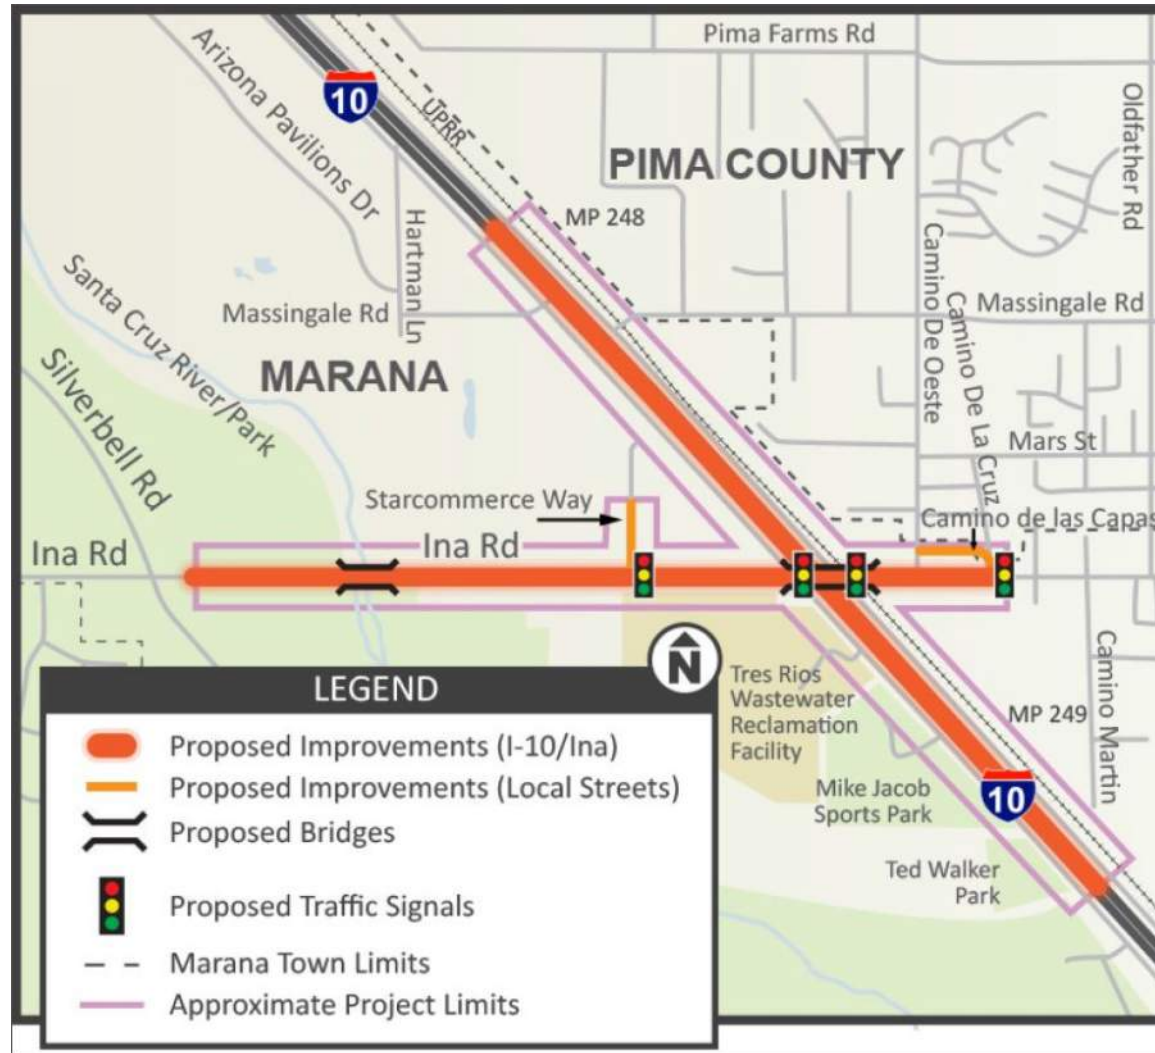 Pima Farms Rd
Arizona Pavilions Dr
10
UPRR
Oldfather Rd
PIMA COUNTY
MP 248
Hartman Ln
Camino De Oeste
Santa Cruz River/Park
Massingale Rd
Massingale Rd
Camino De La Cruz
MARANA
Silverbell Rd
Mars St
Starcommerce Way
Camino de las Capas
Ina Rd
Ina Rd
N
Camino Martin
Tres Rios
Wastewater
Reclamation
Facility
MP 249
Mike Jacob
Sports Park
10
Ted Walker
Park
LEGEND
Proposed Improvements (I-10/Ina)
Proposed Improvements (Local Streets)
Proposed Bridges
Proposed Traffic Signals
Marana Town Limits
Approximate Project Limits